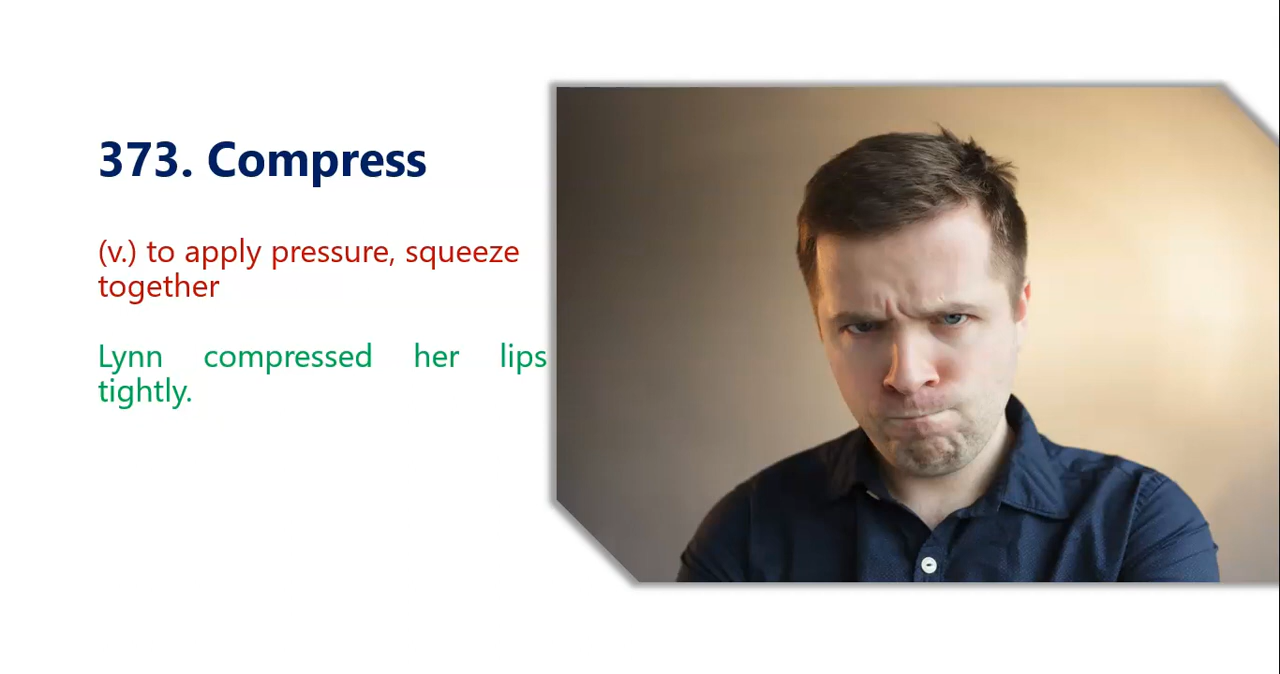 373. Compress
(v.) to apply pressure, squeeze
together
Lynn compressed her lips
tightly.